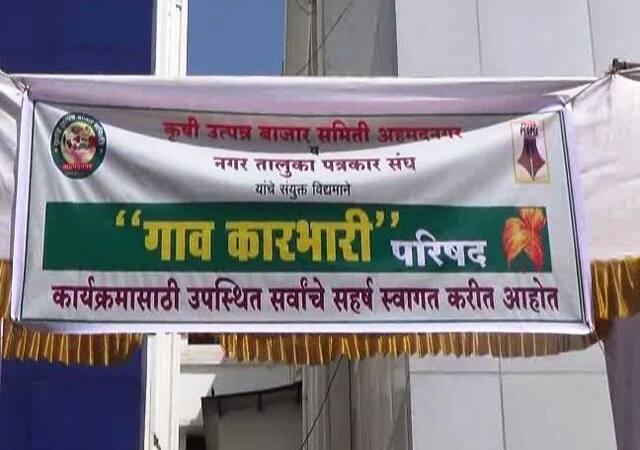 कृषी उत्पन्न बाजार समिती अहमदनगर
व
नगर तालुका पत्रकार संघ
यांचे संयुक्त विद्यमाने
“गाव कारभारी” परिषद
कार्यक्रमासाठी उपस्थित सर्वांचे सहर्ष स्वागत करीत आहोत